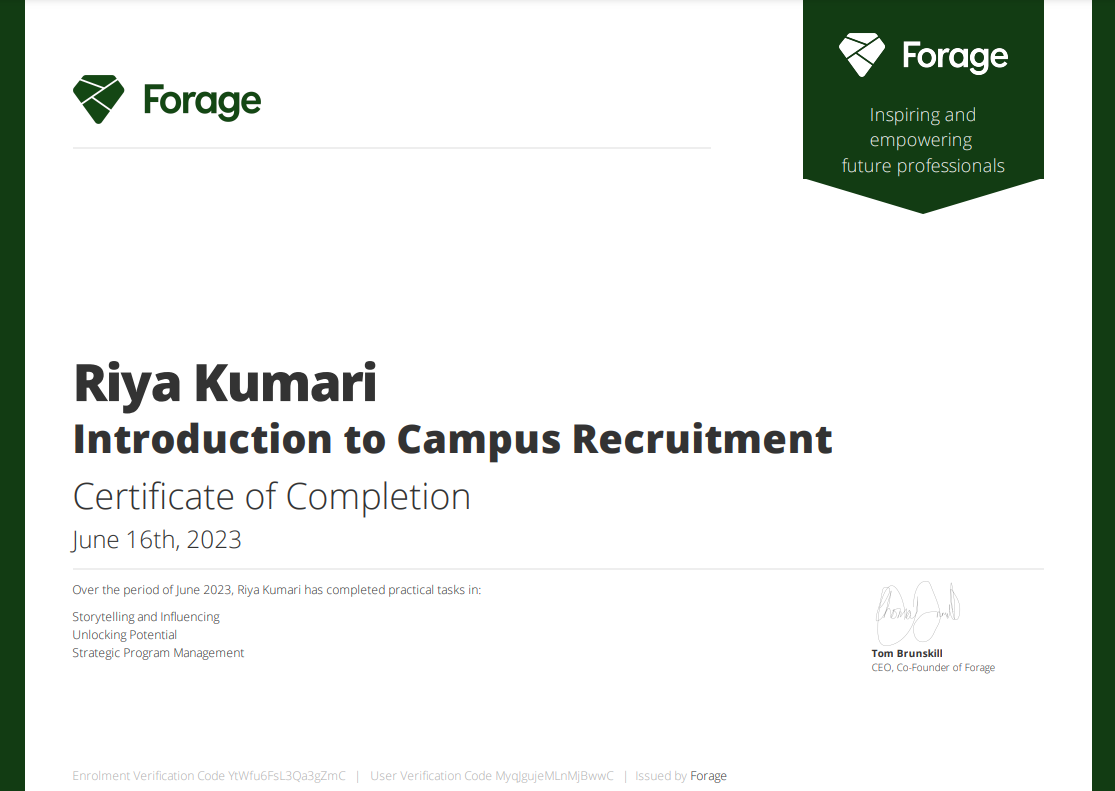 Forage
Forage
Inspiring and
empowering
future professionals
Riya Kumari
Introduction to Campus Recruitment
Certificate of Completion
June 16th, 2023
Over the period of June 2023, Riya Kumari has completed practical tasks in:
Storytelling and Influencing
Unlocking Potential
Strategic Program Management
Tom Brunskill
CEO, Co-Founder of Forage
Enrolment Verification Code YtWfu6FsL3Qa3gZmC | User Verification Code MyqJgujeMLnMjBwwC | Issued by Forage